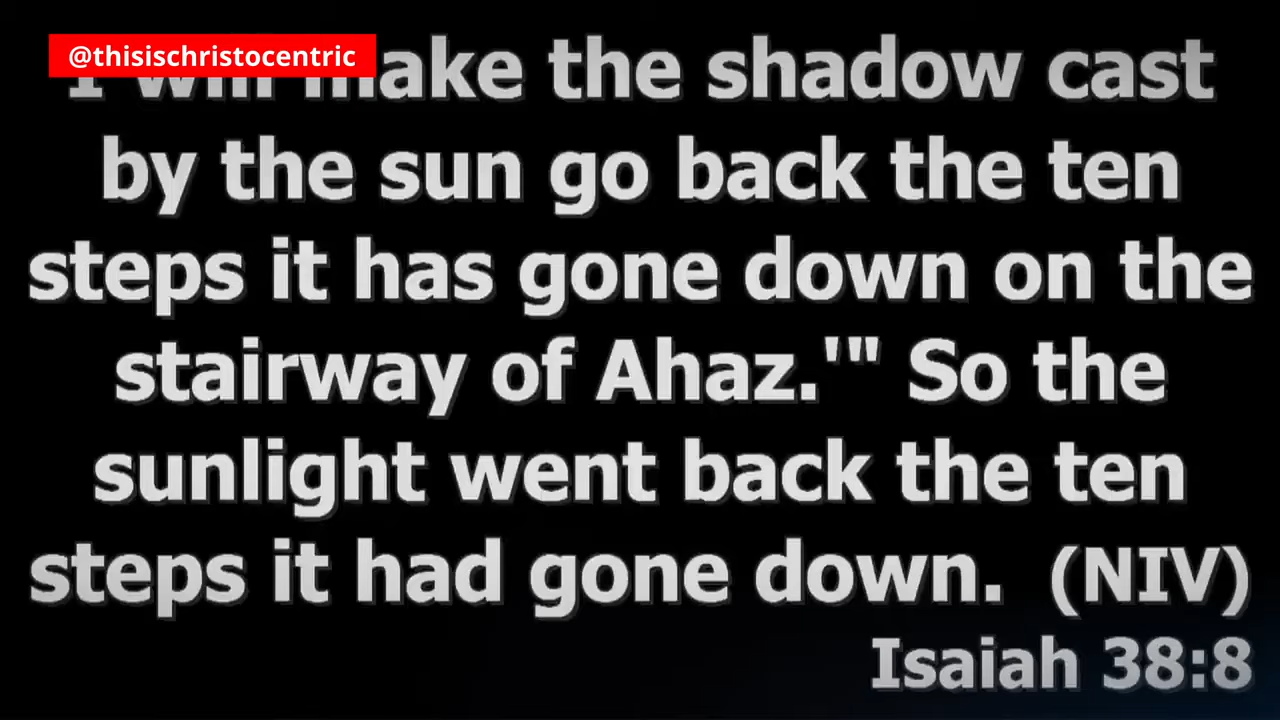 @thisischristocentric
I will make the shadow cast
by the sun go back the ten
steps it has gone down on the
stairway of Ahaz.'" So the
sunlight went back the ten
steps it had gone down. (NIV)
Isaiah 38:8